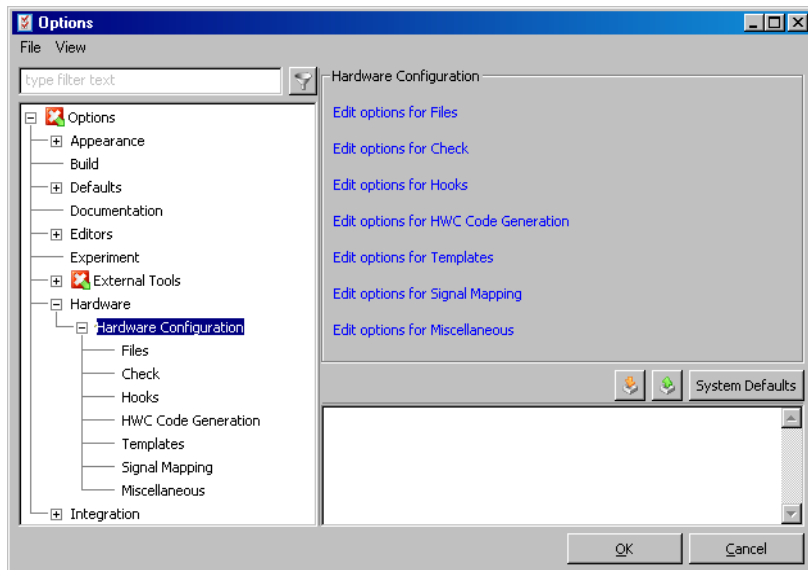 Options
File View
type filter text
Options
Appearance
Build
Defaults
Documentation
Editors
Experiment
External Tools
Hardware
Hardware Configuration
Files
Check
Hooks
HWC Code Generation
Templates
Signal Mapping
Miscellaneous
Integration
Hardware Configuration
Edit options for Files
Edit options for Check
Edit options for Hooks
Edit options for HWC Code Generation
Edit options for Templates
Edit options for Signal Mapping
Edit options for Miscellaneous
System Defaults
OK Cancel